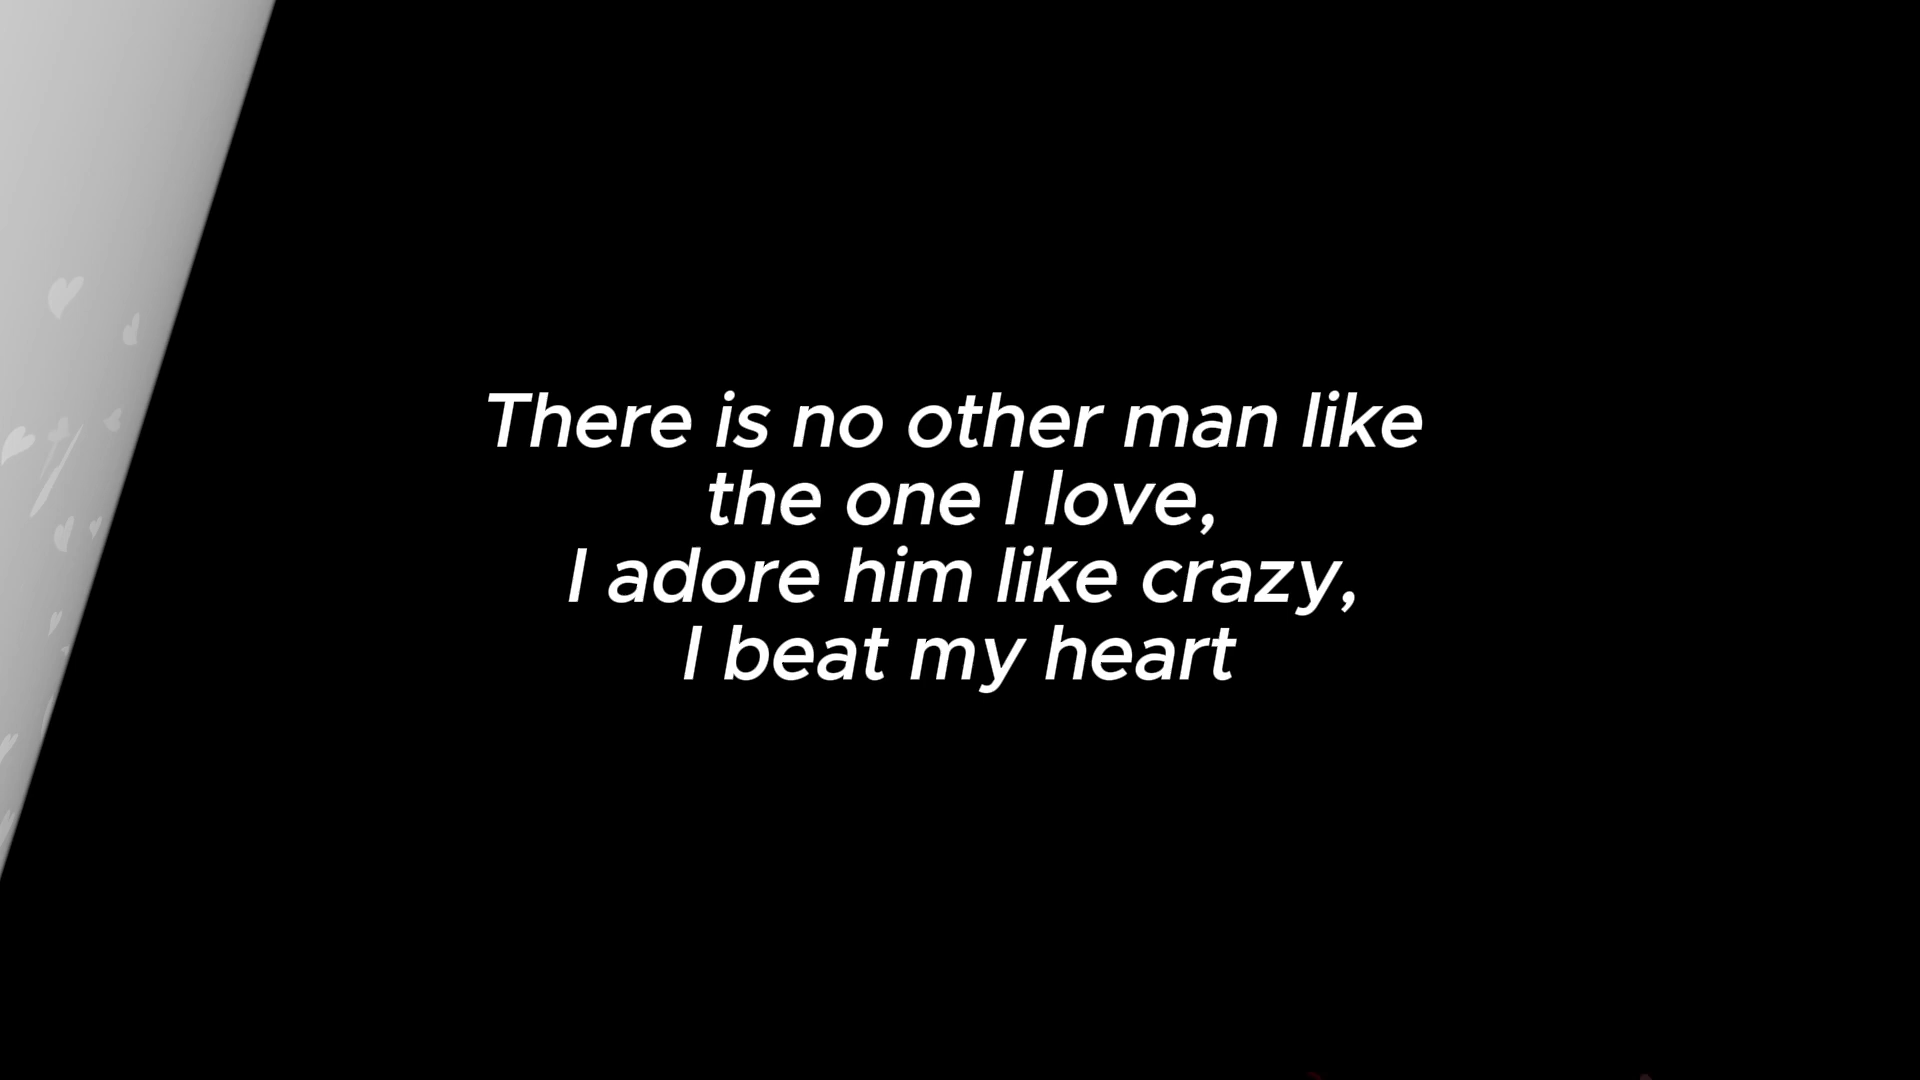 There is no other man like
the one I love,
I adore him like crazy,
I beat my heart